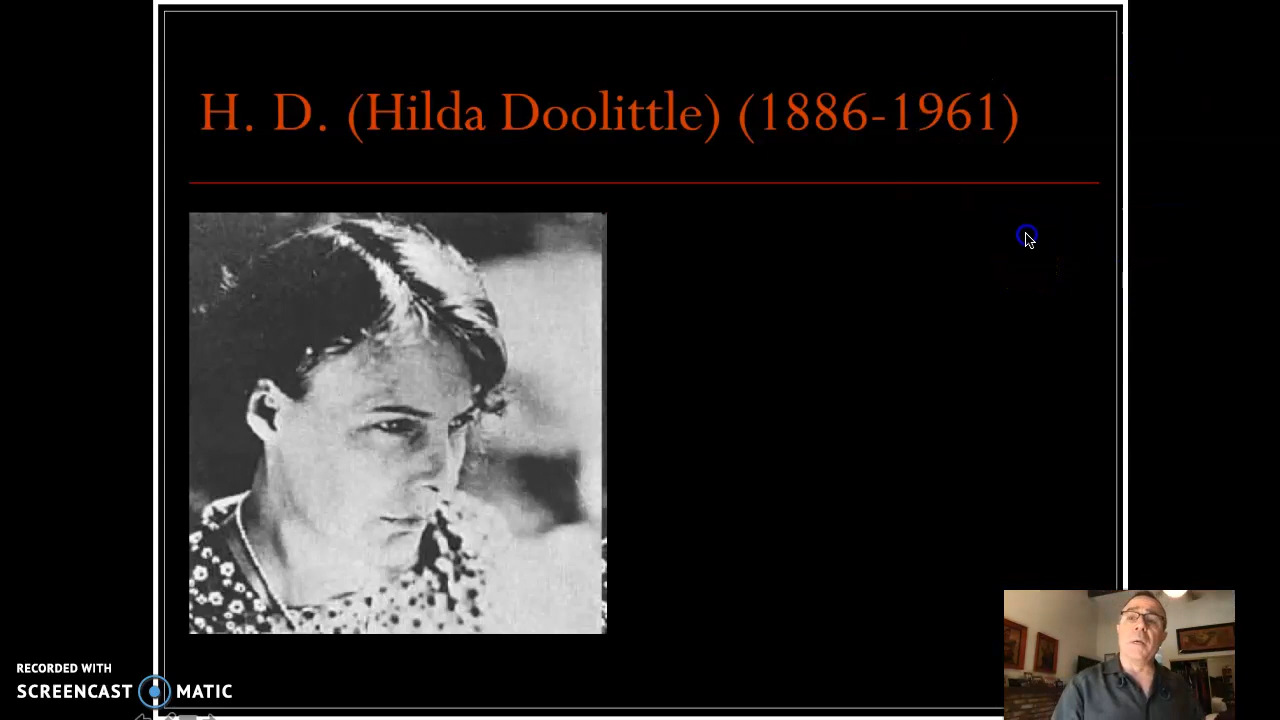 H. D. (Hilda Doolittle) (1886-1961)
RECORDED WITH
SCREENCAST MATIC